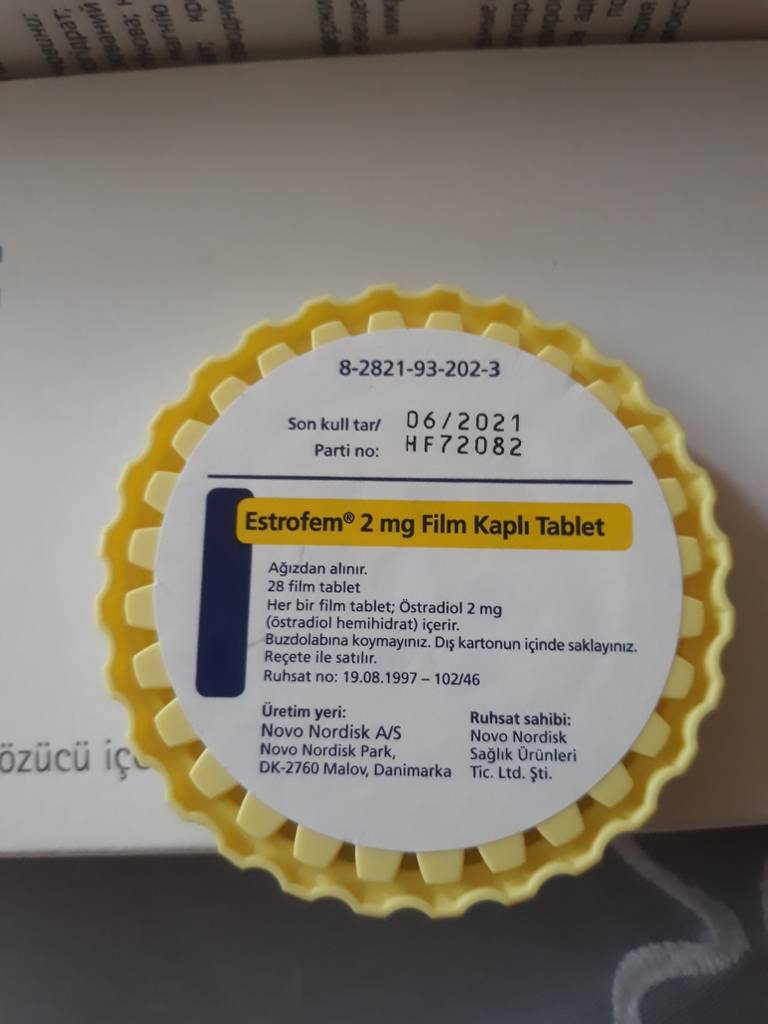 8-2821-93-202-3
Son kull tar/ 06/2021
Parti no: HF72082
Estrofem® 2 mg Film Kaplı Tablet
Ağızdan alınır.
28 film tablet
Her bir film tablet; Östradiol 2 mg
(östradiol hemihidrat) içerir.
Buzdolabına koymayınız. Dış kartonun içinde saklayınız.
Reçete ile satılır.
Ruhsat no: 19.08.1997 – 102/46
Üretim yeri:
Novo Nordisk A/S
Novo Nordisk Park,
DK-2760 Malov, Danimarka
Ruhsat sahibi:
Novo Nordisk
Sağlık Ürünleri
Tic. Ltd. Şti.